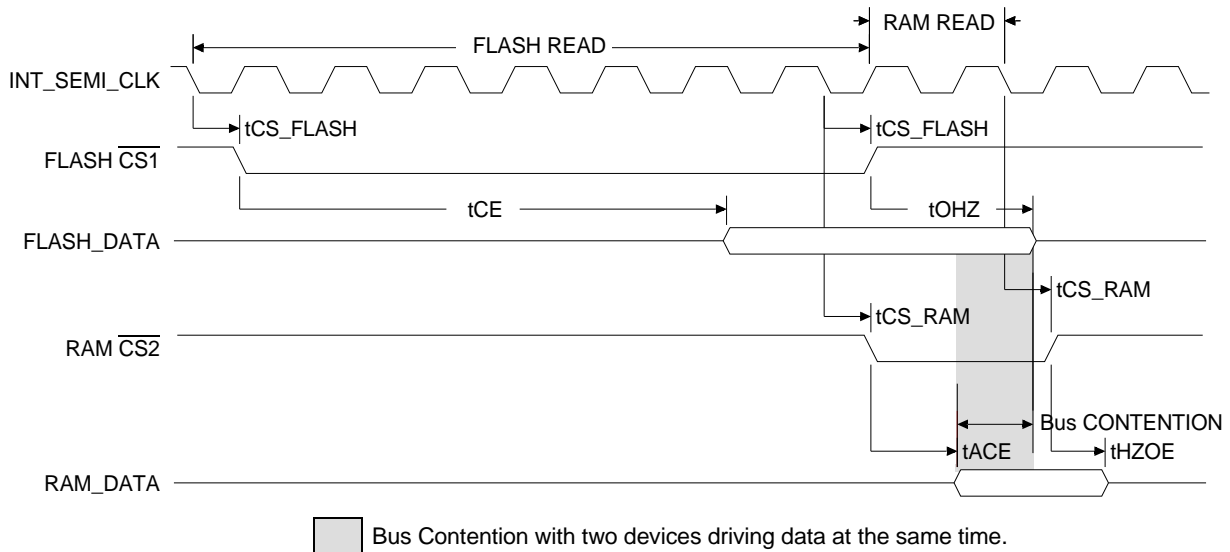 RAM READ
FLASH READ
INT_SEMI_CLK
tCS_FLASH
tCS_FLASH
FLASH CS1
tCE
tOHZ
FLASH_DATA
tCS_RAM
tCS_RAM
RAM CS2
Bus CONTENTION
tACE
tHZOE
RAM_DATA
Bus Contention with two devices driving data at the same time.